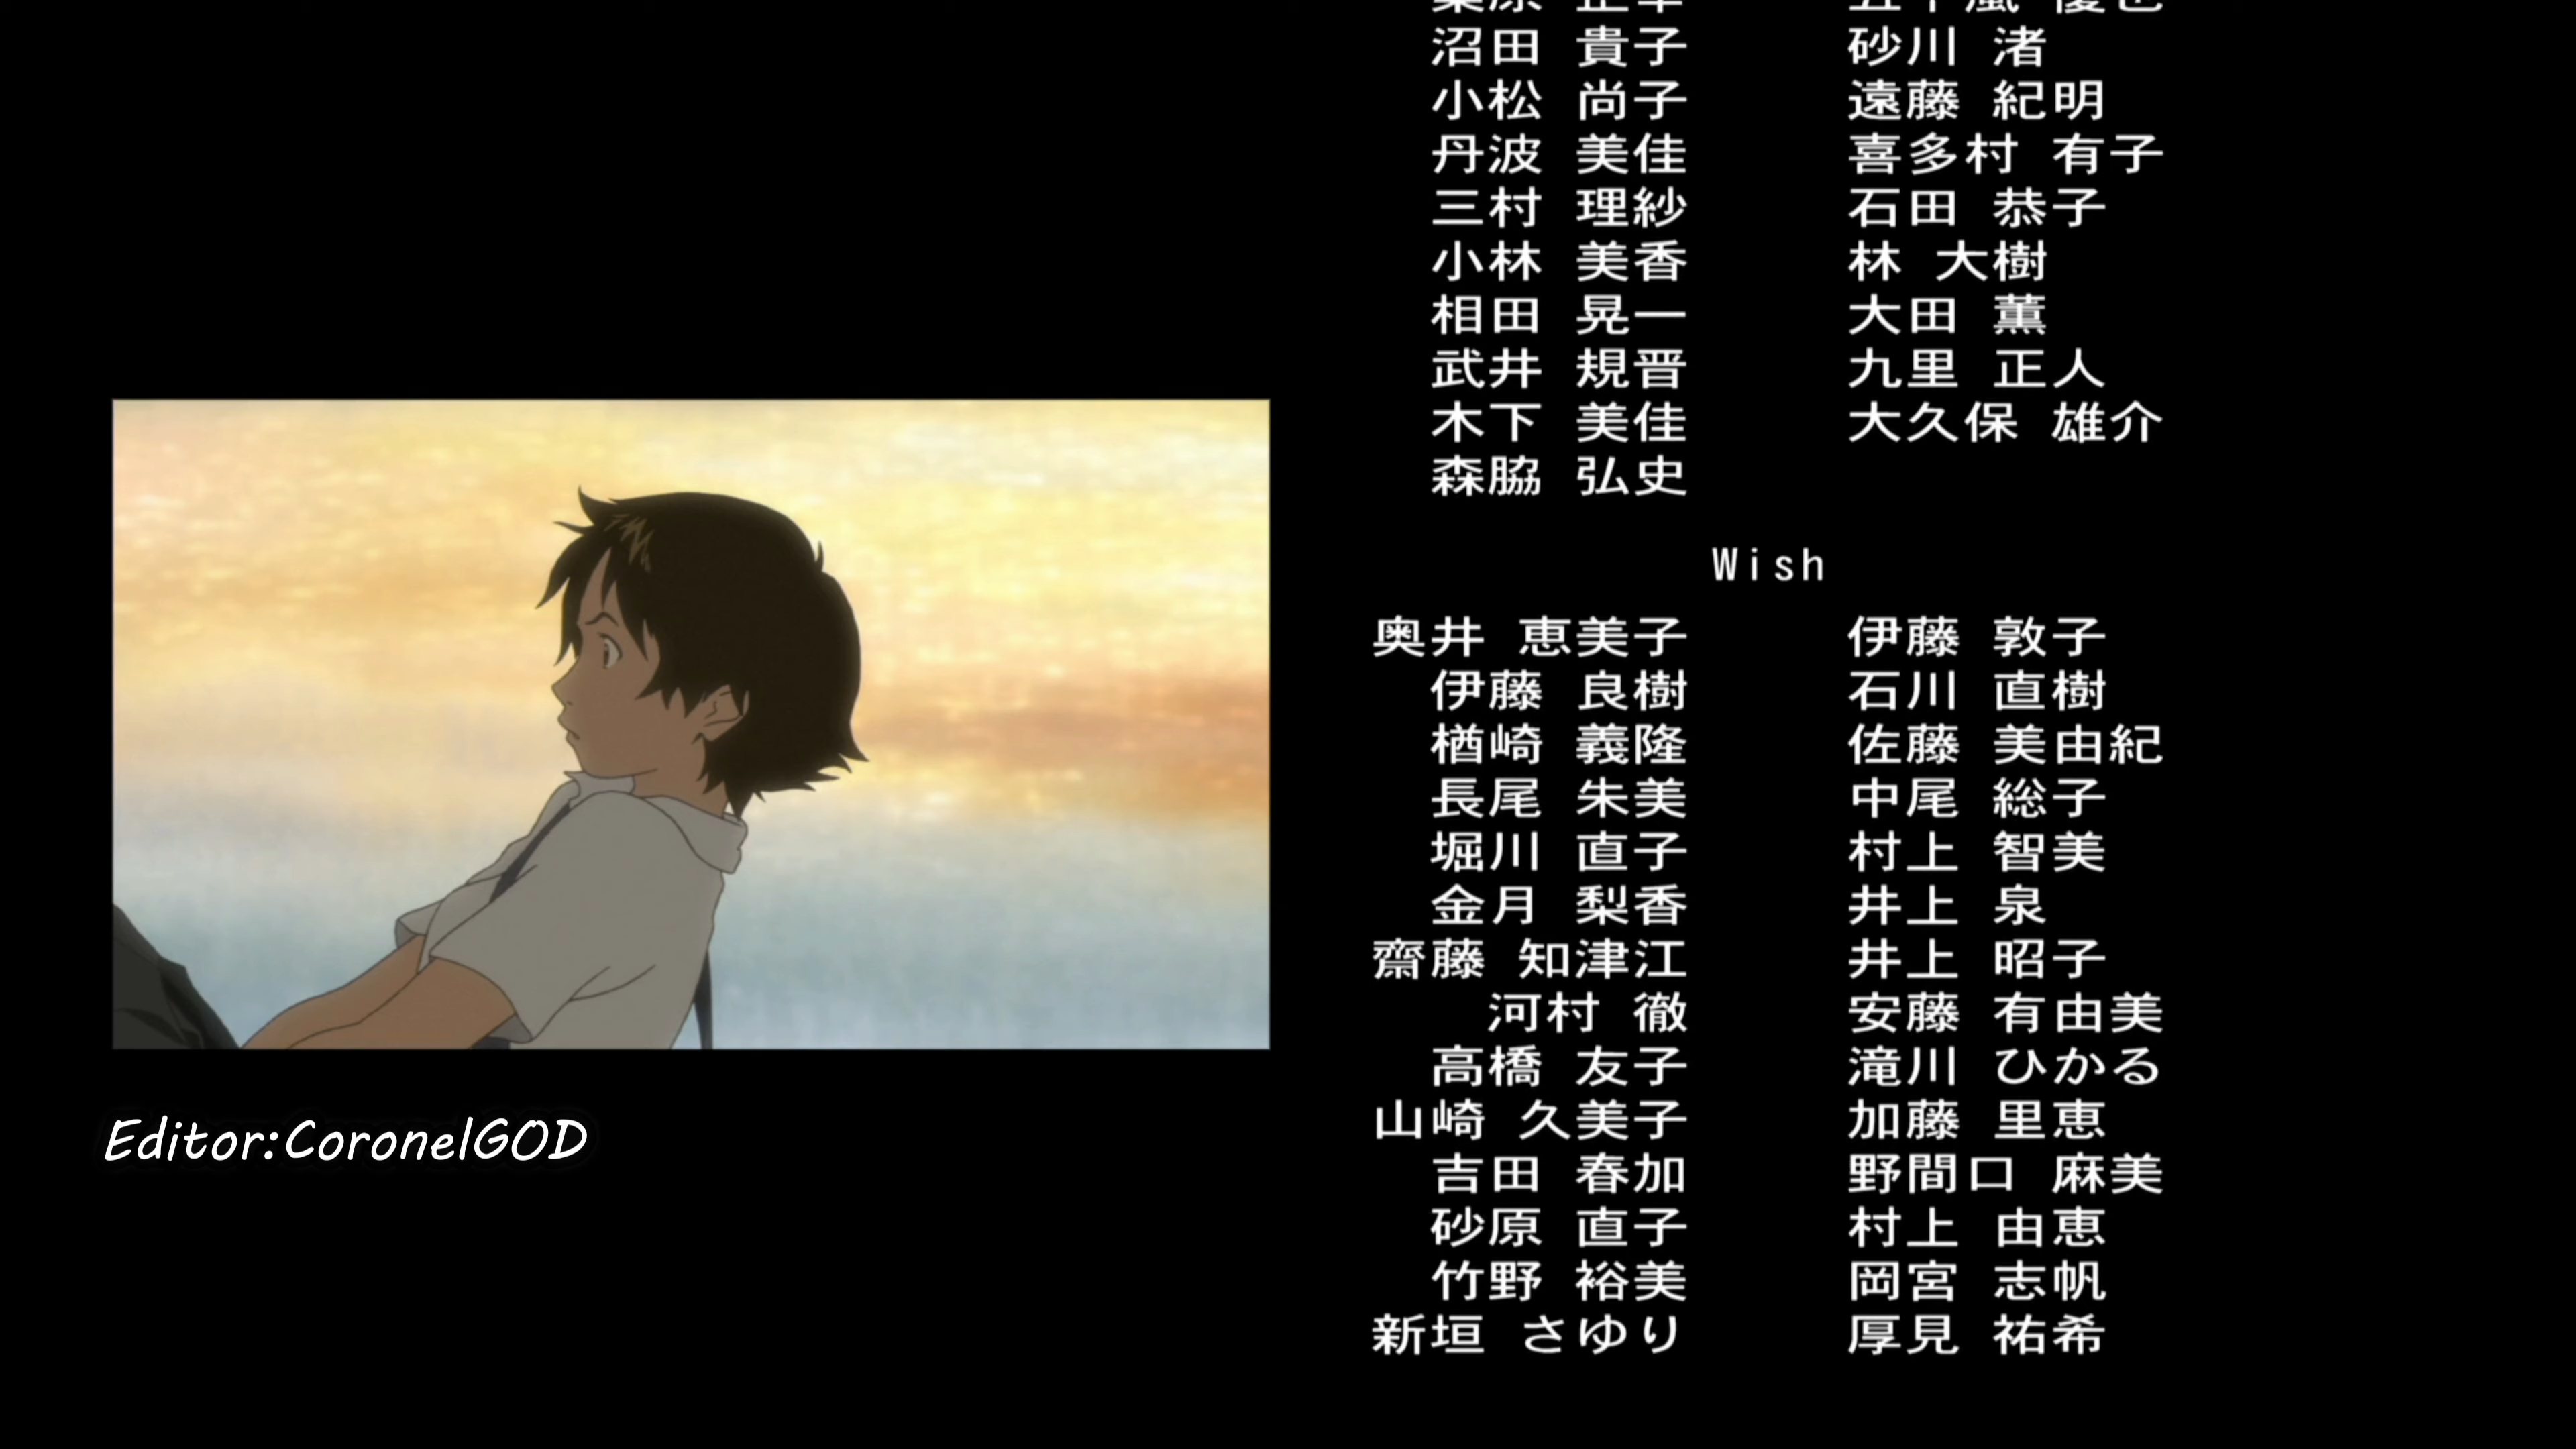 沼田 貴子 砂川 渚
小松 尚子 遠藤 紀明
丹波 美佳 喜多村 有子
三村 理紗 石田 恭子
小林 美香 林 大樹
相田 晃一 大田 薫
武井 規晋 九里 正人
木下 美佳 大久保 雄介
森脇 弘史
Wish
奥井 恵美子 伊藤 敦子
伊藤 良樹 石川 直樹
楢崎 義隆 佐藤 美由紀
長尾 朱美 中尾 総子
堀川 直子 村上 智美
金月 梨香 井上 泉
齋藤 知津江 井上 昭子
河村 徹 安藤 有由美
高橋 友子 滝川 ひかる
山崎 久美子 加藤 里恵
吉田 春加 野間口 麻美
砂原 直子 村上 由恵
竹野 裕美 岡宮 志帆
新垣 さゆり 厚見 祐希
Editor:CoronelGOD